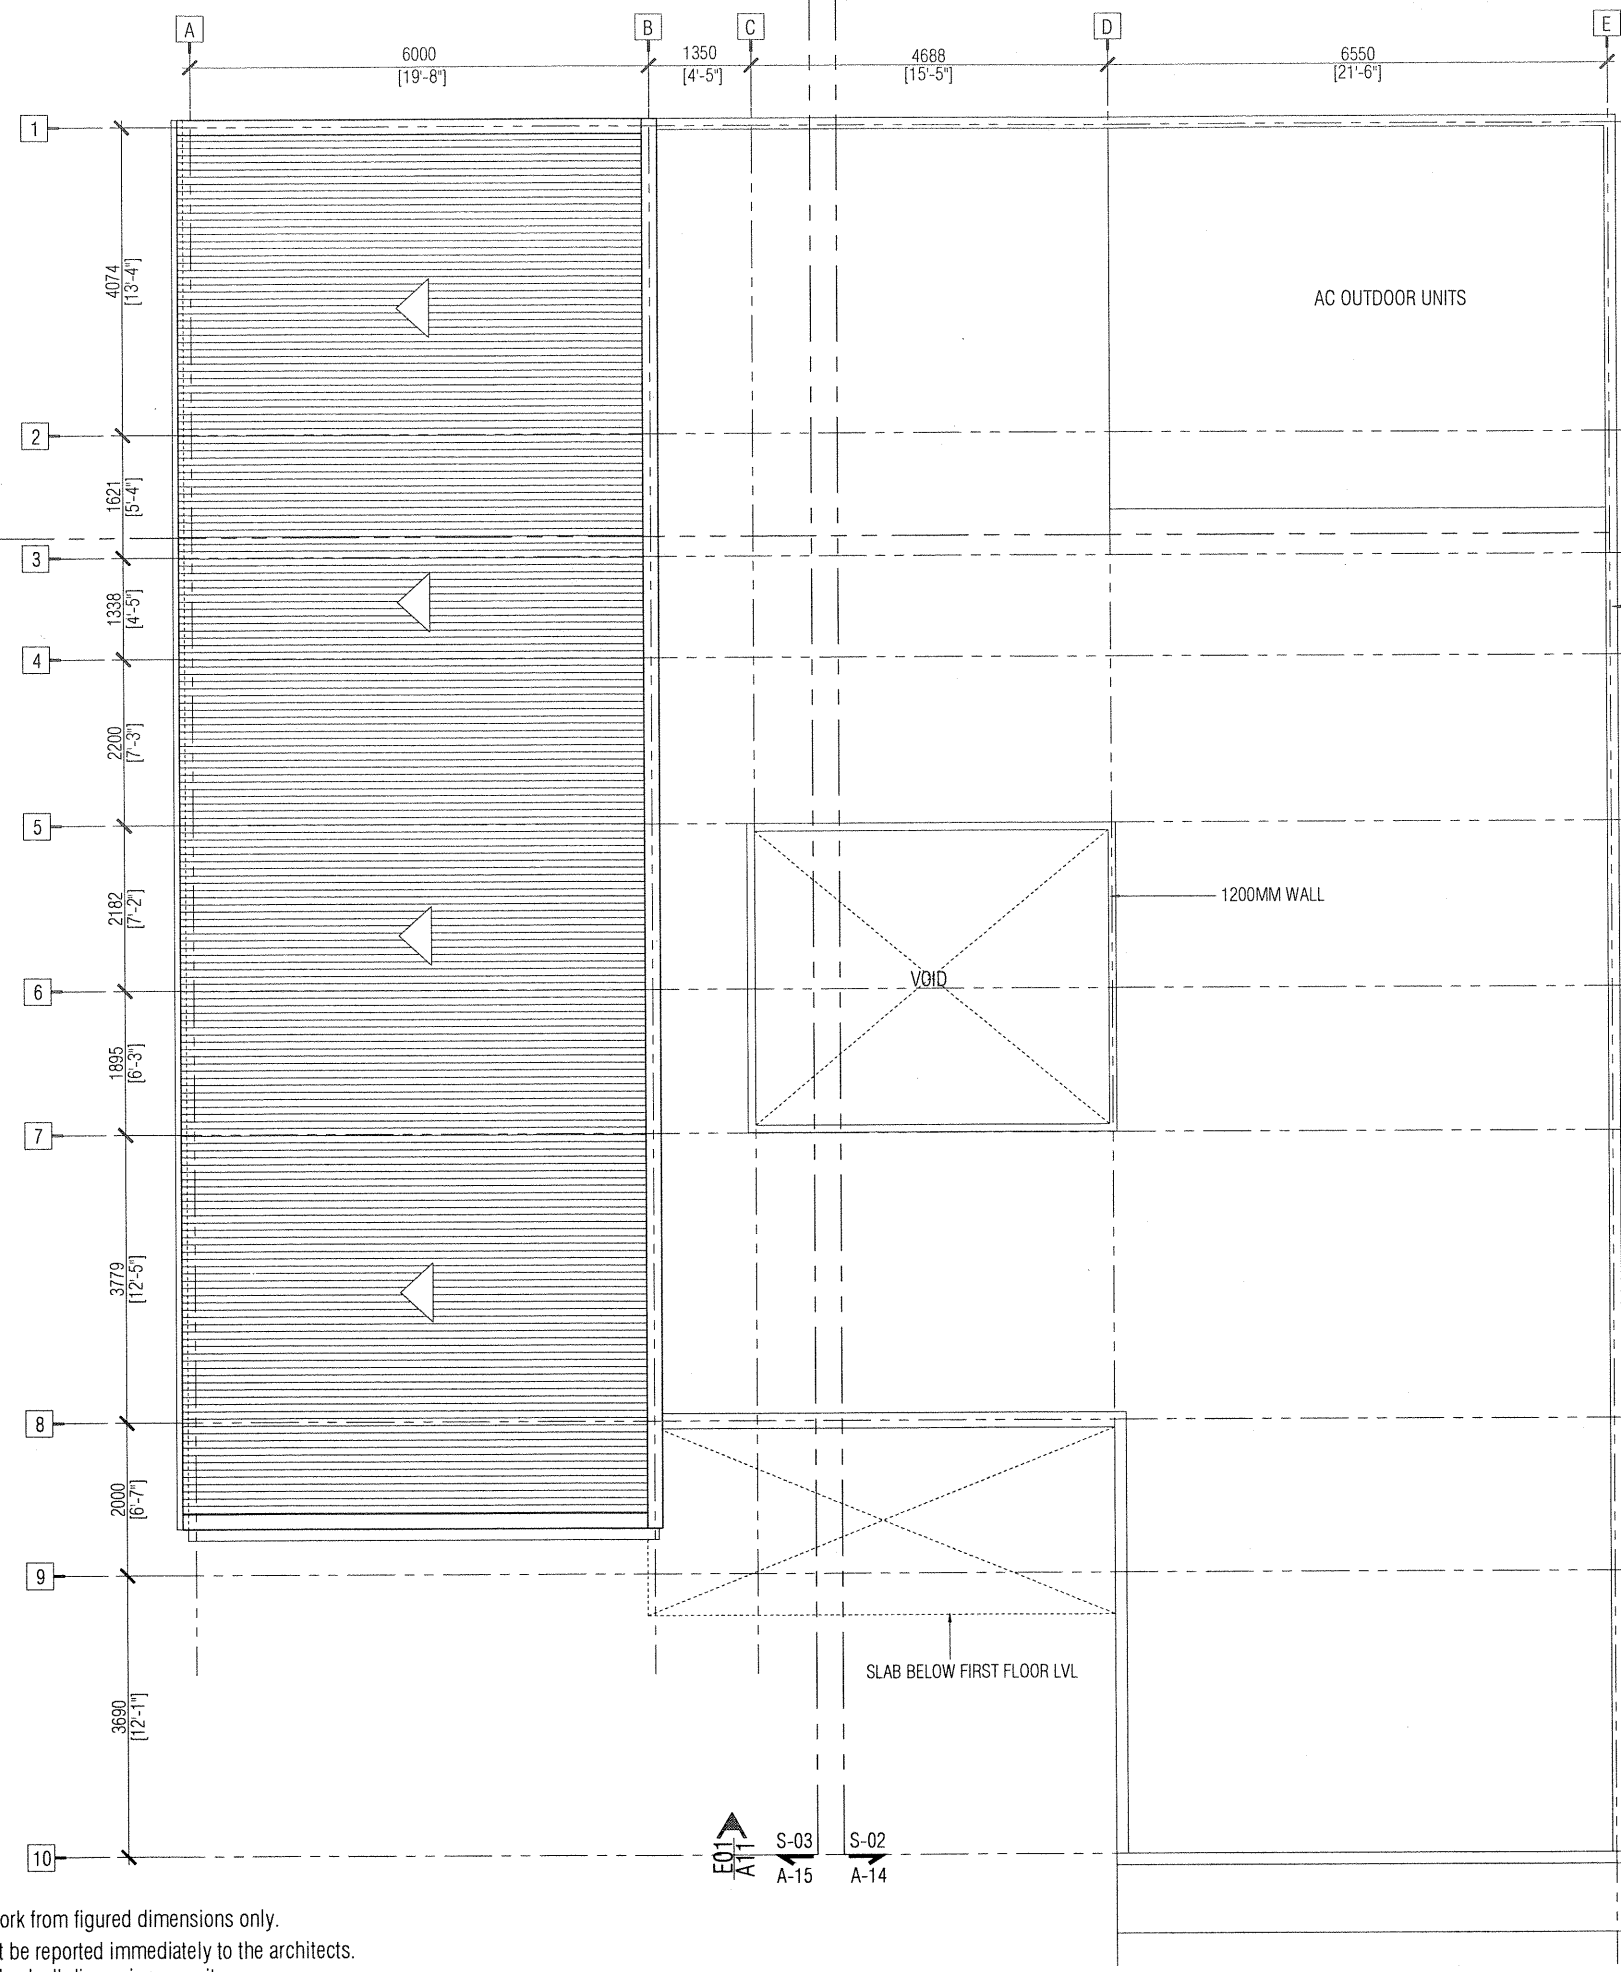 A B C D E
6000 1350 4688 6550
[19'-8"] [4'-5"] [15'-5"] [21'-6"]
1
4074
[13'-4"]
AC OUTDOOR UNITS
2
1621
[5'-4"]
3
1338
[4'-5"]
4
2200
[7'-3"]
5
2182
[7'-2"]
1200MM WALL
VOID
6
1895
[6'-3"]
7
3779
[12'-5"]
8
2000
[6'-7"]
9
SLAB BELOW FIRST FLOOR LVL
3690
[12'-1"]
E01
A11
S-03 S-02
A-15 A-14
10
ork from figured dimensions only.
t be reported immediately to the architects.